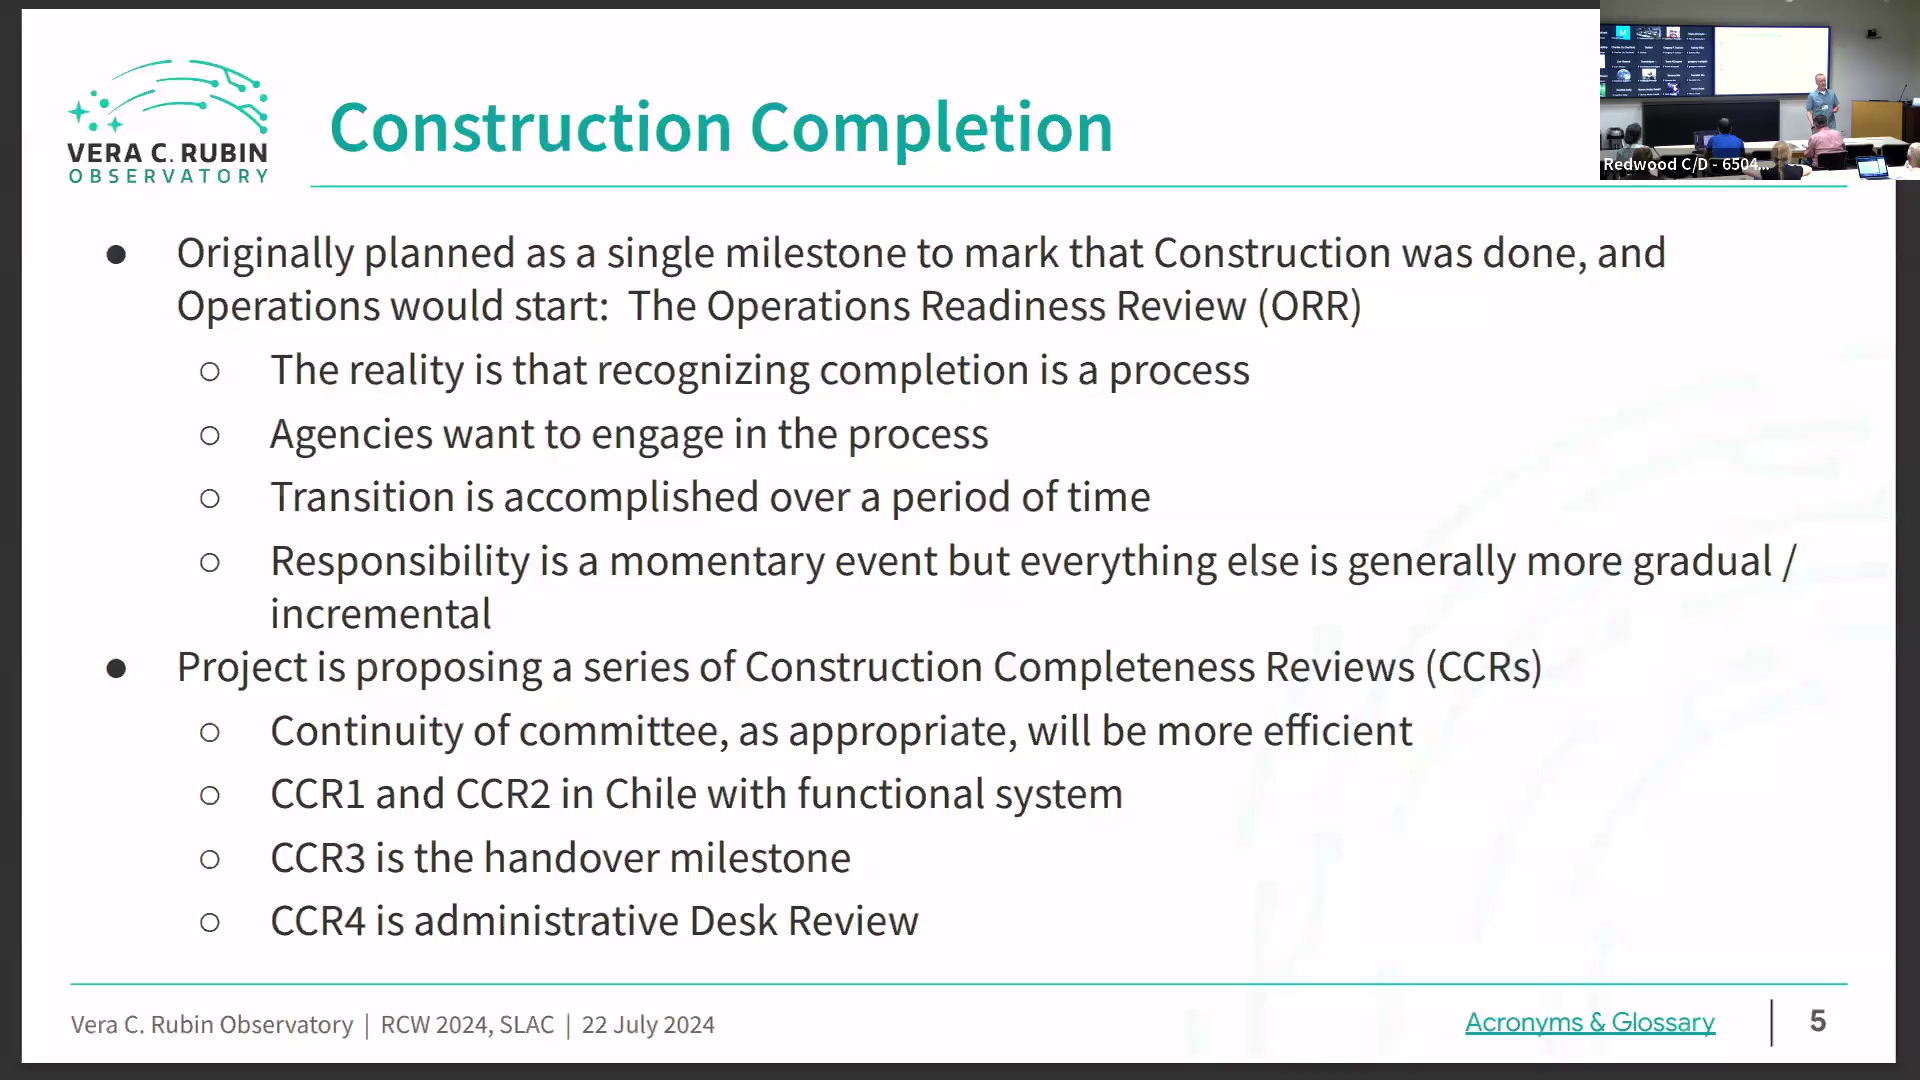 VERA C. RUBIN
OBSERVATORY
Construction Completion
Redwood C/D - 6504...
● Originally planned as a single milestone to mark that Construction was done, and
Operations would start: The Operations Readiness Review (ORR)
○ The reality is that recognizing completion is a process
○ Agencies want to engage in the process
○ Transition is accomplished over a period of time
○ Responsibility is a momentary event but everything else is generally more gradual /
incremental
● Project is proposing a series of Construction Completeness Reviews (CCRs)
○ Continuity of committee, as appropriate, will be more efficient
○ CCR1 and CCR2 in Chile with functional system
○ CCR3 is the handover milestone
○ CCR4 is administrative Desk Review
Vera C. Rubin Observatory | RCW 2024, SLAC | 22 July 2024
Acronyms & Glossary | 5